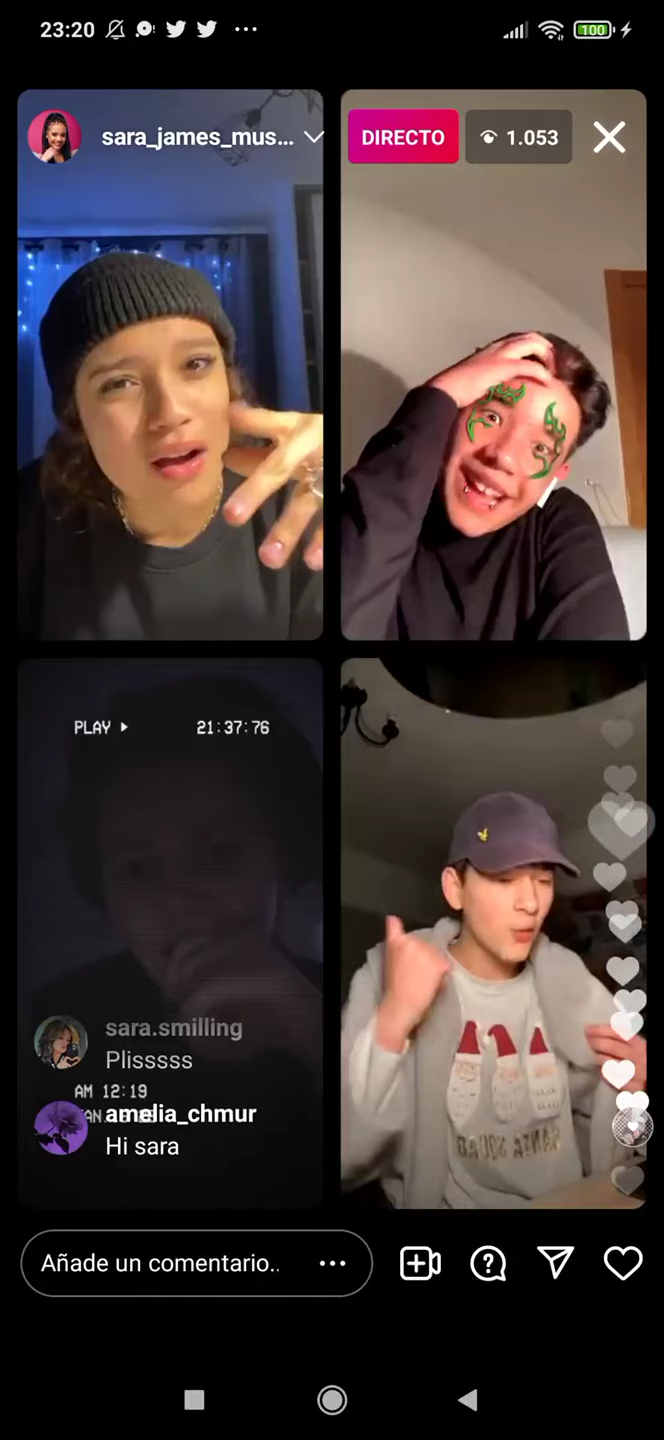 23:20
100
sara_james_mus...
DIRECTO
1.053
PLAY
21:37:76
sara.smilling
Plisssss
AM 12:19
amelia_chmur
Hi sara
Añade un comentario..